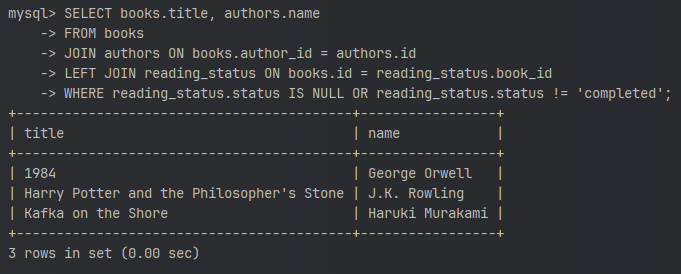 mysql> SELECT books.title, authors.name
    -> FROM books
    -> JOIN authors ON books.author_id = authors.id
    -> LEFT JOIN reading_status ON books.id = reading_status.book_id
    -> WHERE reading_status.status IS NULL OR reading_status.status != 'completed';
+------------------------------------------+-----------------+
| title                                    | name            |
+------------------------------------------+-----------------+
| 1984                                     | George Orwell   |
| Harry Potter and the Philosopher's Stone | J.K. Rowling    |
| Kafka on the Shore                       | Haruki Murakami |
+------------------------------------------+-----------------+
3 rows in set (0.00 sec)